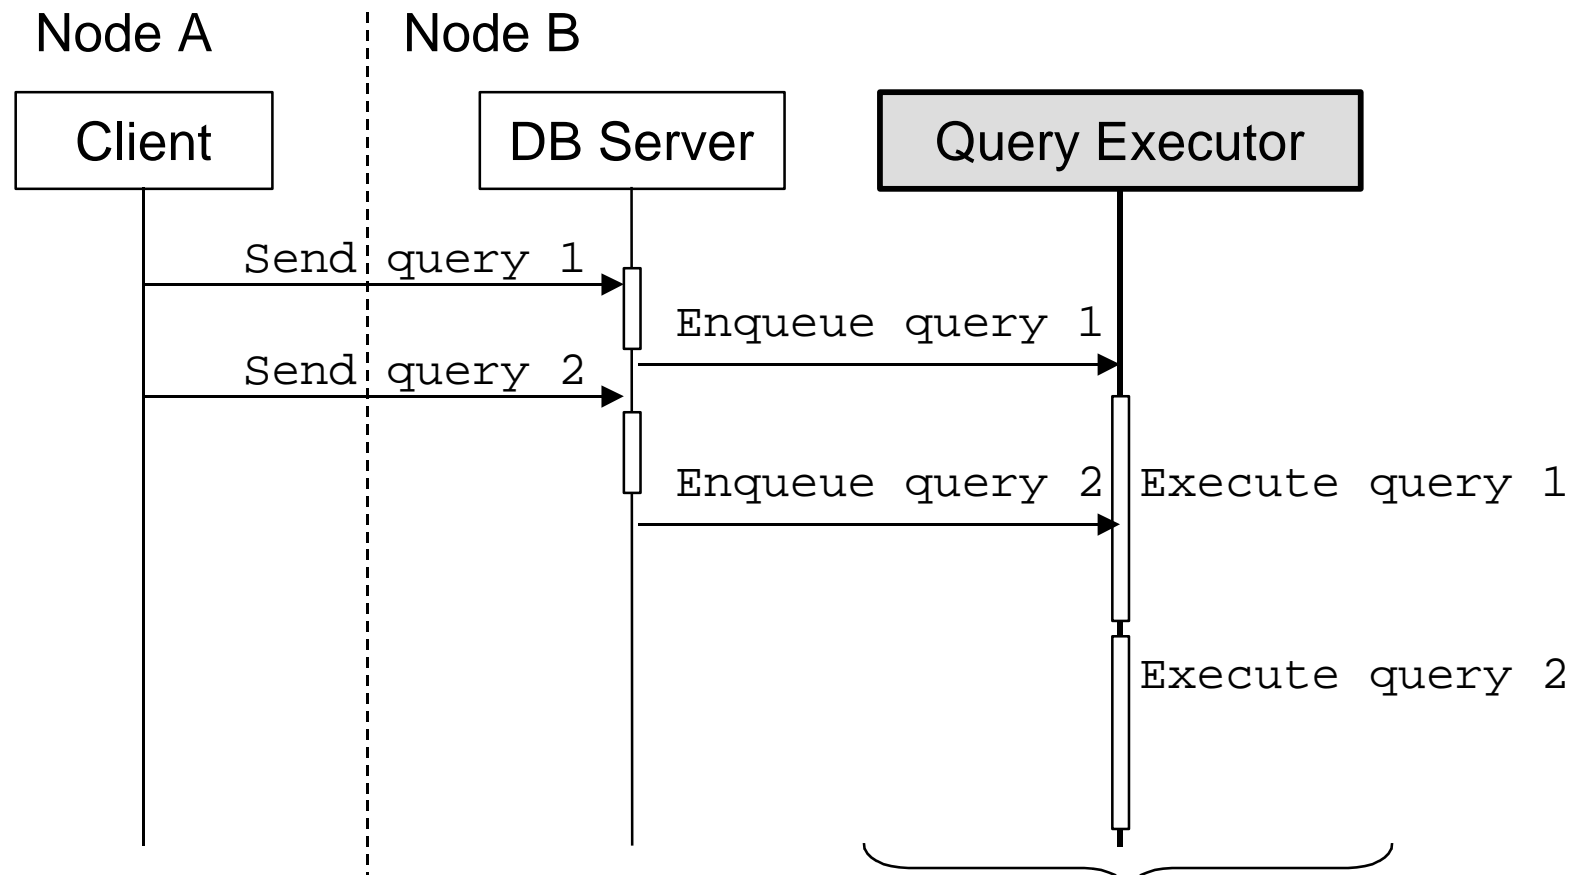 Node A
Node B
Client
DB Server
Query Executor
Send query 1
Enqueue query 1
Send query 2
Enqueue query 2
Execute query 1
Execute query 2